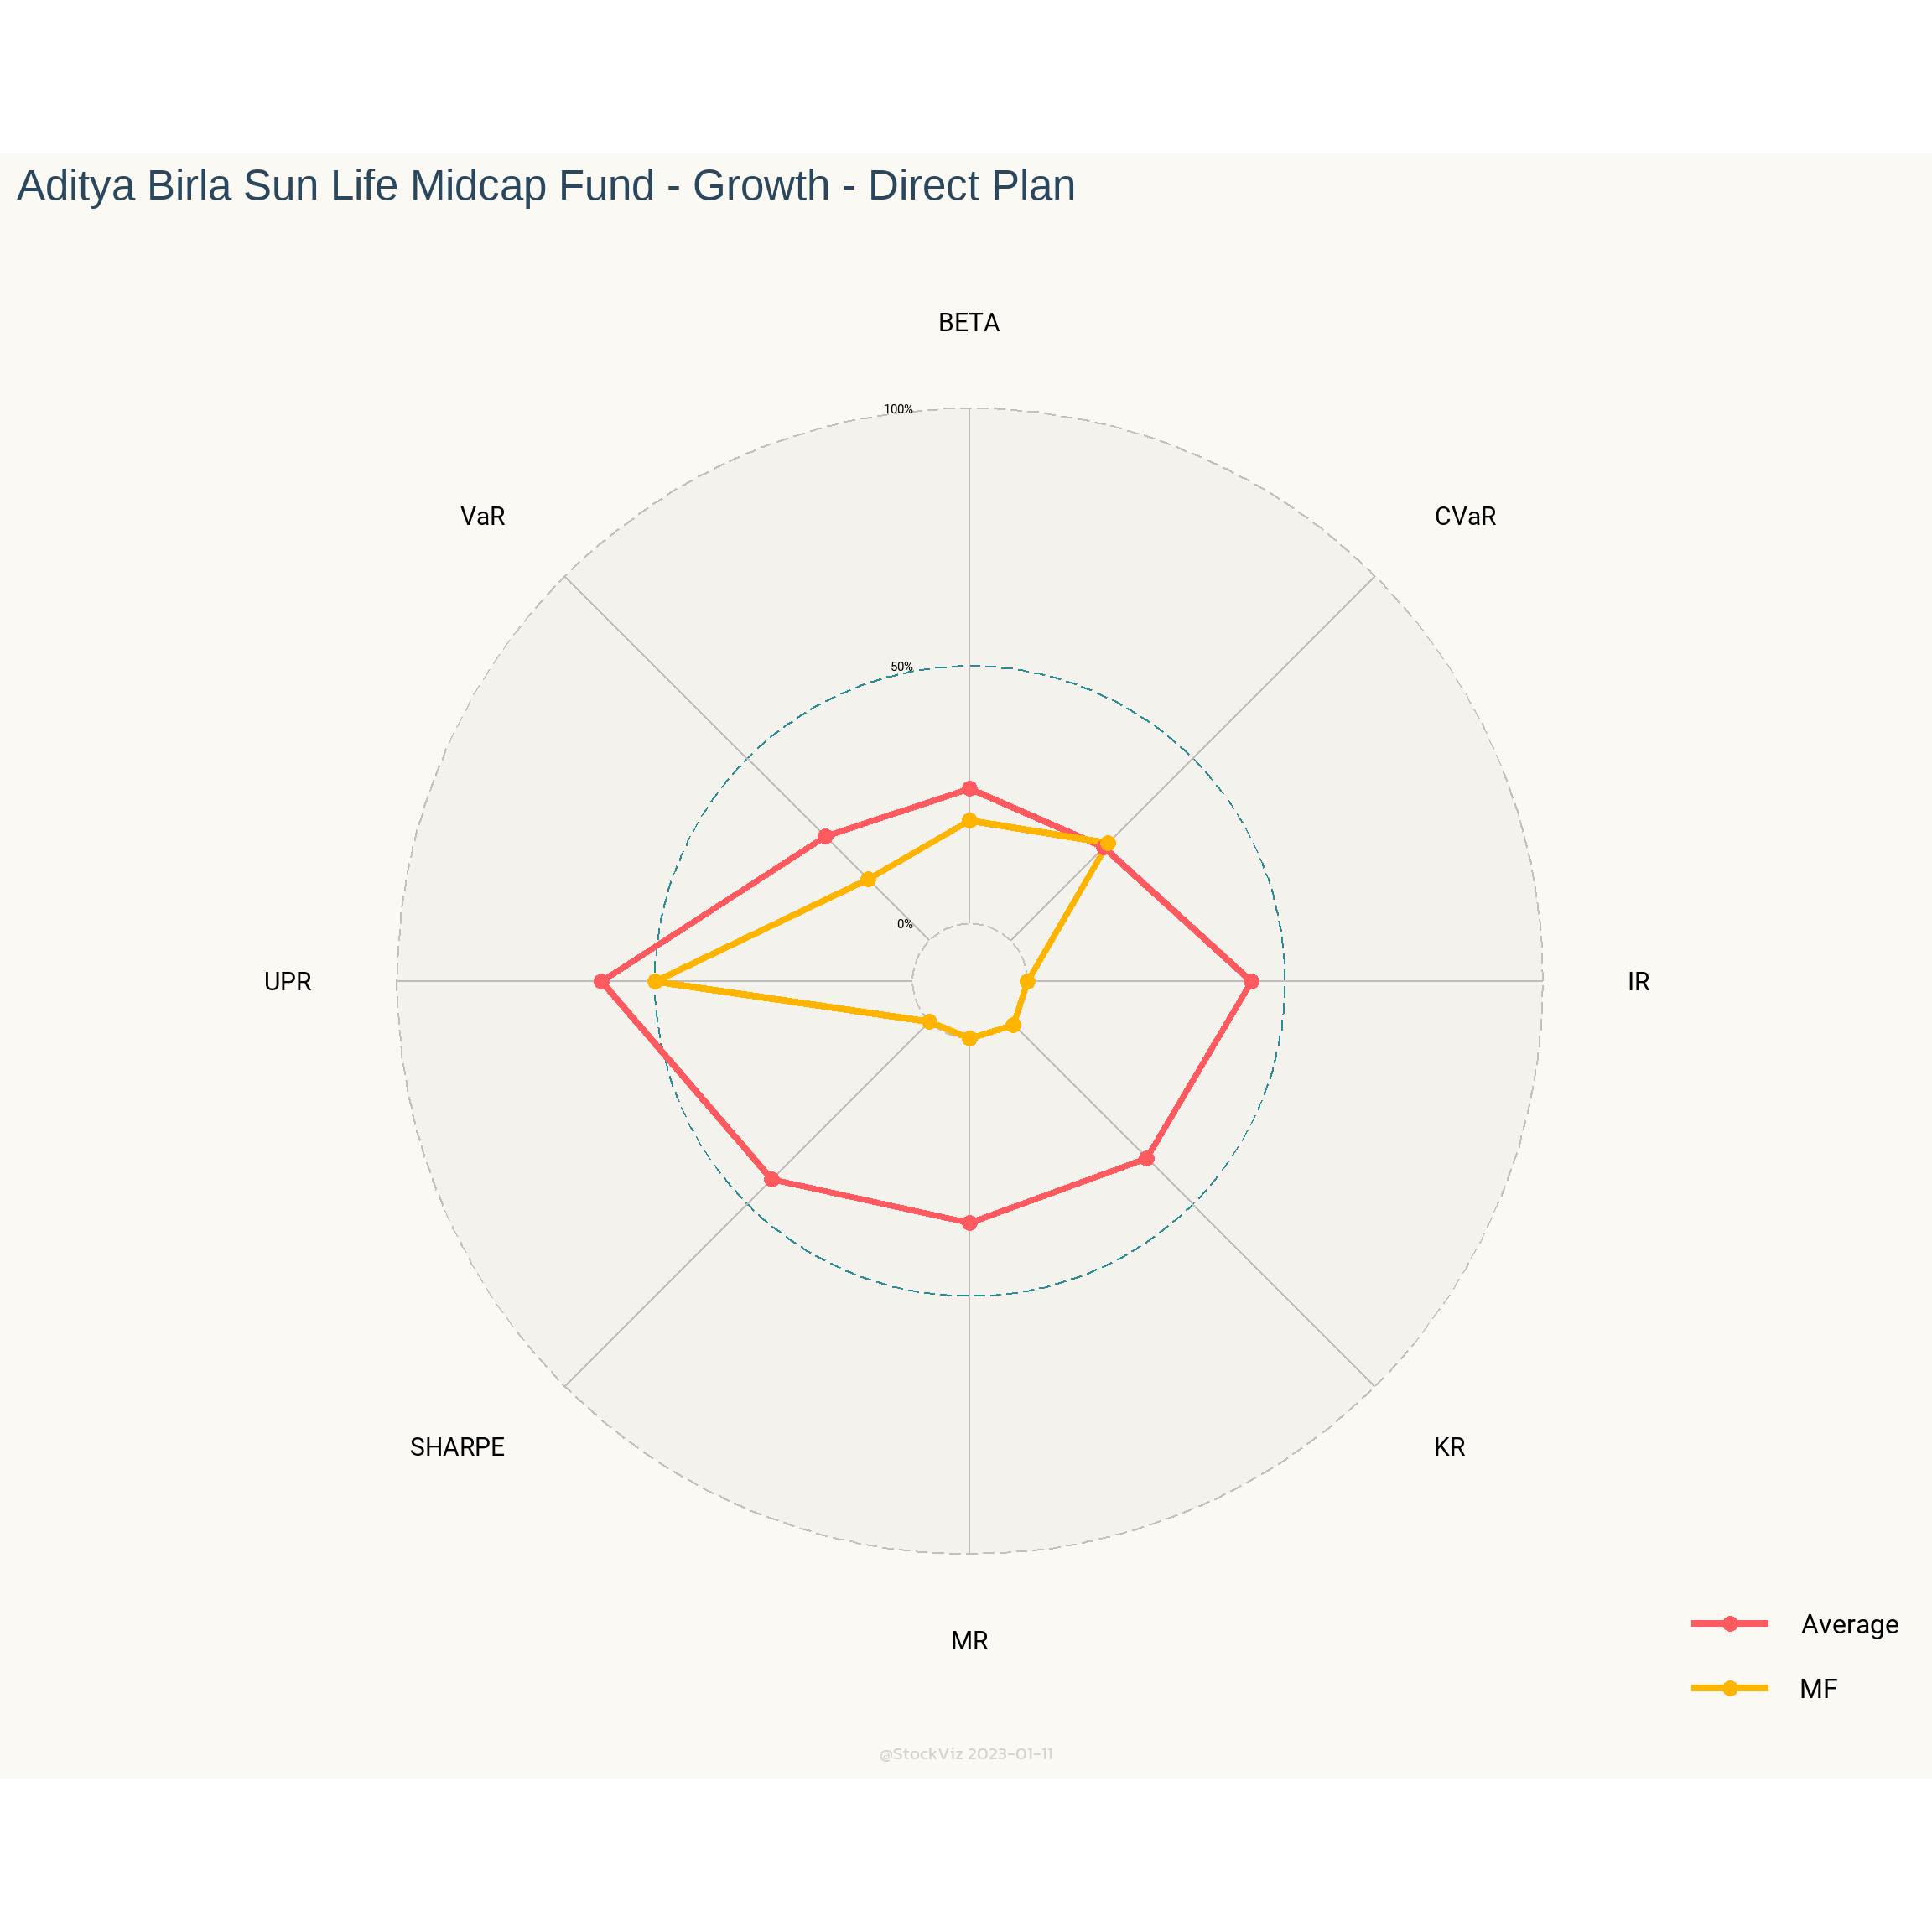 Aditya Birla Sun Life Midcap Fund - Growth - Direct Plan
BETA
100%
VaR
CVaR
50%
0%
UPR
IR
SHARPE
KR
MR
Average
MF
@StockViz 2023-01-11